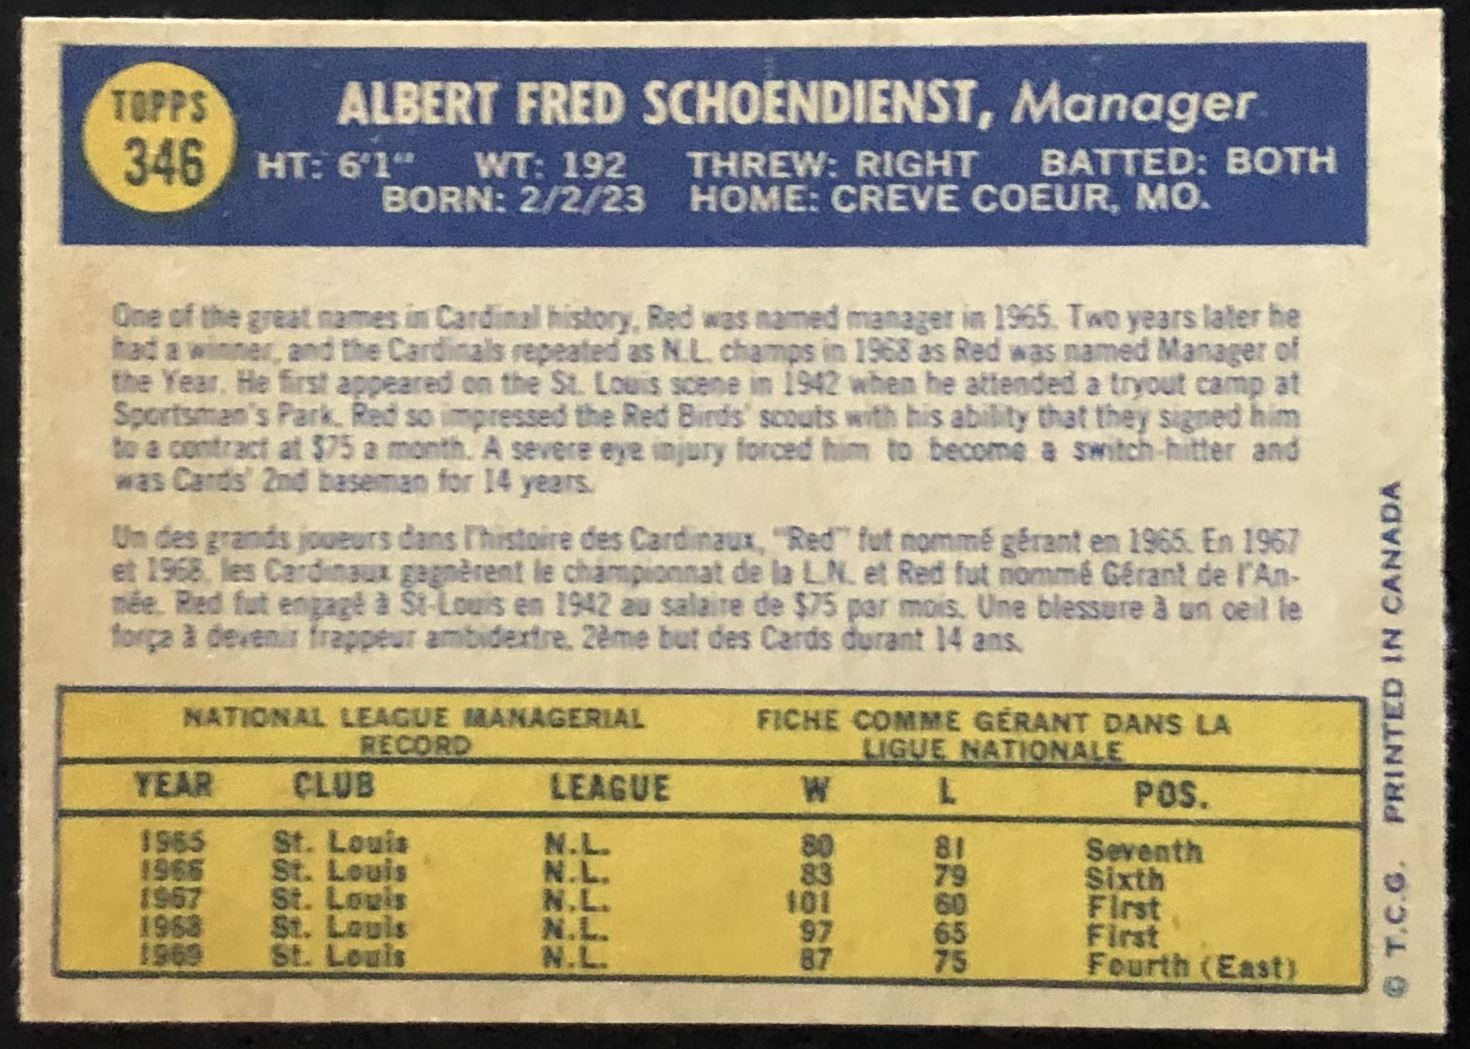 TOPPS
346
ALBERT FRED SCHOENDIENST, Manager
HT: 6'1" WT: 192 THREW: RIGHT BATTED: BOTH
BORN: 2/2/23 HOME: CREVE COEUR, MO.
One of the great names in Cardinal history, Red was named manager in 1965. Two years later he
had a winner, and the Cardinals repeated as N.L. champs in 1968 as Red was named Manager of
the Year. He first appeared on the St. Louis scene in 1942 when he attended a tryout camp at
Sportsman's Park. Red so impressed the Red Birds' scouts with his ability that they signed him
to a contract at $75 a month. A severe eye injury forced him to become a switch-hitter and
was Cards' 2nd baseman for 14 years.
Un des grands joueurs dans l'histoire des Cardinaux, "Red" fut nommé gérant en 1965. En 1967
et 1968, les Cardinaux gagnèrent le championnat de la L.N. et Red fut nommé Gérant de l'An-
née. Red fut engagé à St-Louis en 1942 au salaire de $75 par mois. Une blessure à un oeil le
força à devenir frappeur ambidextre, 2ème but des Cards durant 14 ans.
NATIONAL LEAGUE MANAGERIAL RECORD
FICHE COMME GÉRANT DANS LA LIGUE NATIONALE
YEAR CLUB LEAGUE W L POS.
1965 St. Louis N.L. 80 81 Seventh
1966 St. Louis N.L. 83 79 Sixth
1967 St. Louis N.L. 101 60 First
1968 St. Louis N.L. 97 65 First
1969 St. Louis N.L. 87 75 Fourth (East)
© T.C.G. PRINTED IN CANADA